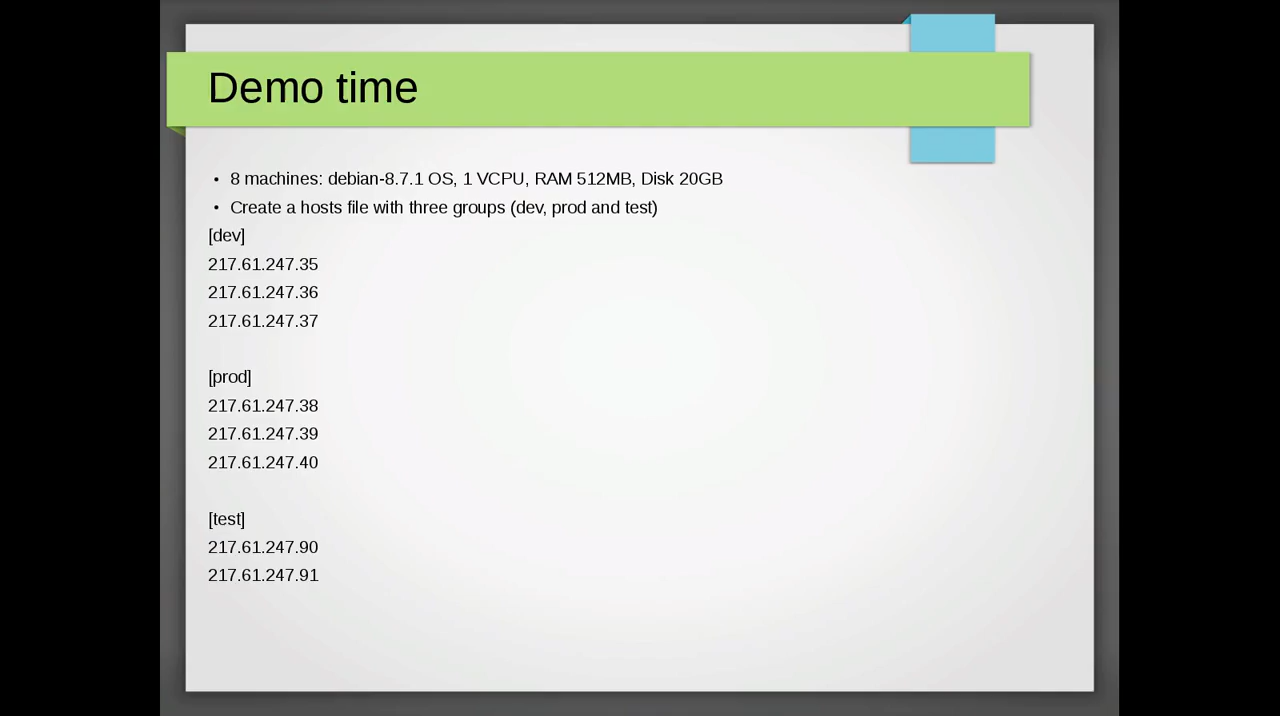 Demo time
• 8 machines: debian-8.7.1 OS, 1 VCPU, RAM 512MB, Disk 20GB
• Create a hosts file with three groups (dev, prod and test)
[dev]
217.61.247.35
217.61.247.36
217.61.247.37
[prod]
217.61.247.38
217.61.247.39
217.61.247.40
[test]
217.61.247.90
217.61.247.91